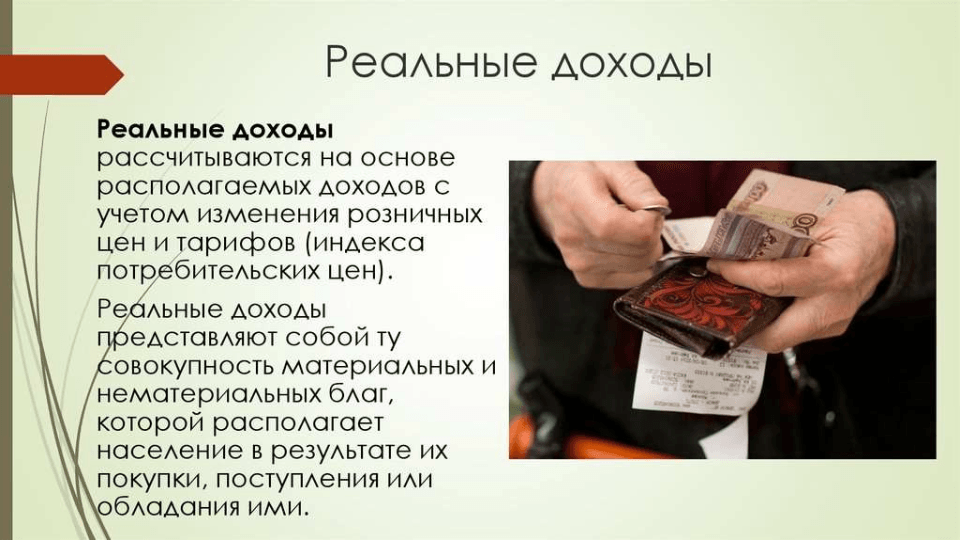 Реальные доходы
Реальные доходы
рассчитываются на основе
располагаемых доходов с
учетом изменения розничных
цен и тарифов (индекса
потребительских цен).
Реальные доходы
представляют собой ту
совокупность материальных и
нематериальных благ,
которой располагает
население в результате их
покупки, поступления или
обладания ими.